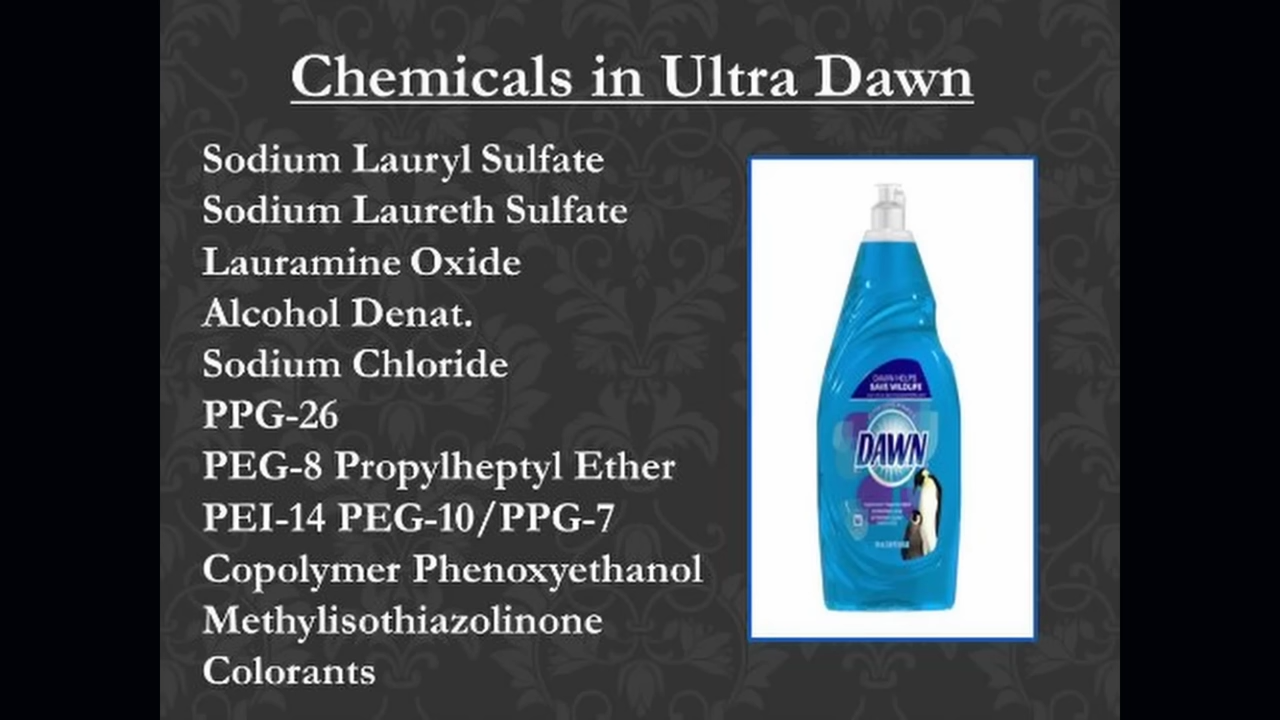 Chemicals in Ultra Dawn
Sodium Lauryl Sulfate
Sodium Laureth Sulfate
Lauramine Oxide
Alcohol Denat.
Sodium Chloride
PPG-26
PEG-8 Propylheptyl Ether
PEI-14 PEG-10/PPG-7
Copolymer Phenoxyethanol
Methylisothiazolinone
Colorants
DAWN HELPS
SAVE WILDLIFE
DAWN